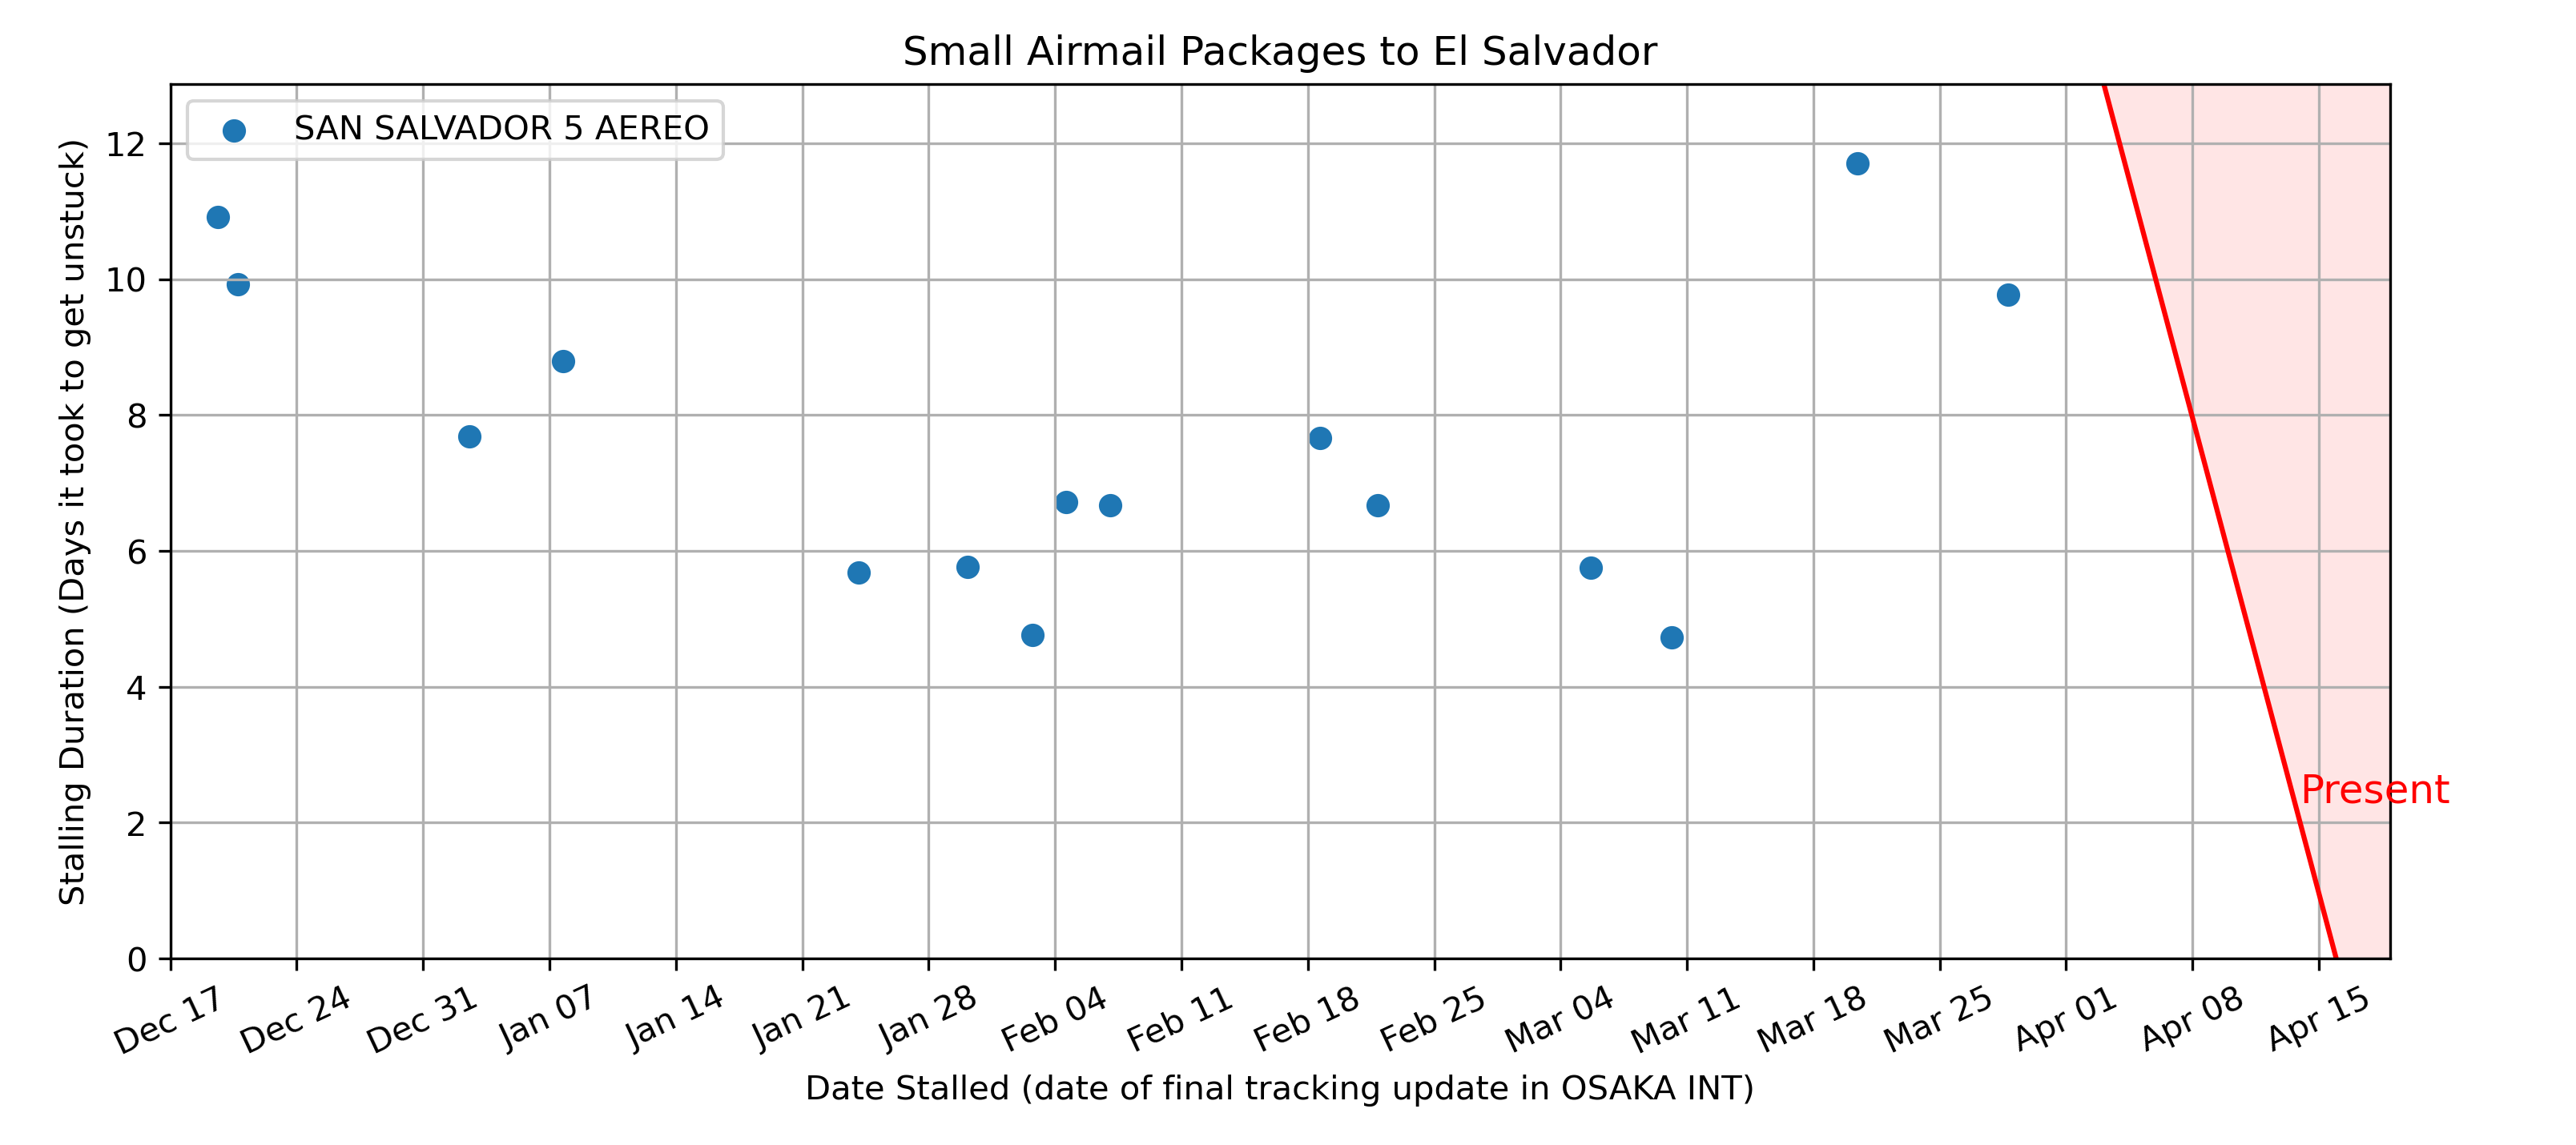 Small Airmail Packages to El Salvador
SAN SALVADOR 5 AEREO
Stalling Duration (Days it took to get unstuck)
12
10
8
6
4
2
0
Present
Dec 17
Dec 24
Dec 31
Jan 07
Jan 14
Jan 21
Jan 28
Feb 04
Feb 11
Feb 18
Feb 25
Mar 04
Mar 11
Mar 18
Mar 25
Apr 01
Apr 08
Apr 15
Date Stalled (date of final tracking update in OSAKA INT)